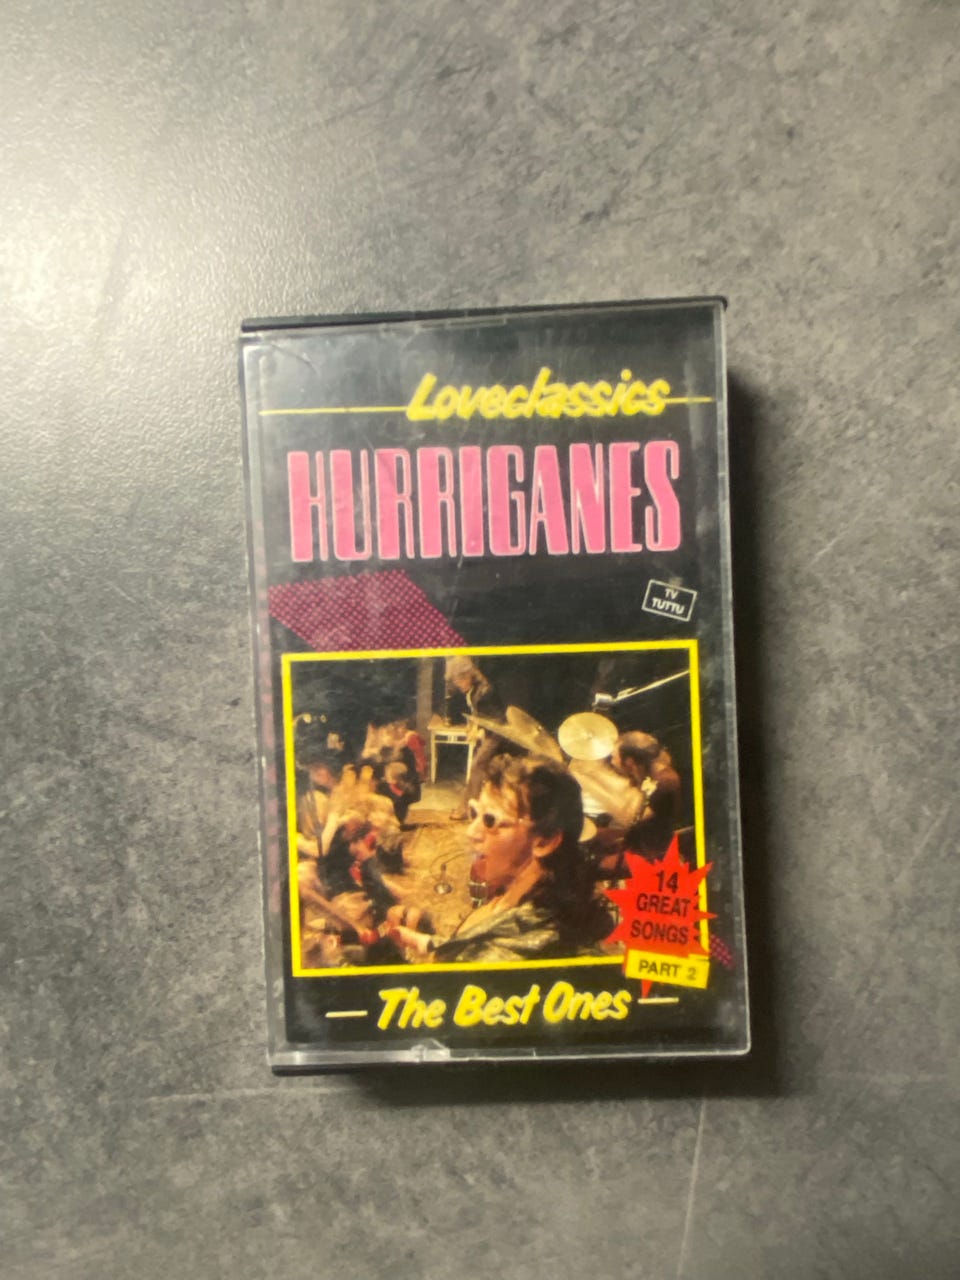 Loveclassics
HURRIGANES
TV
TUTTU
14
GREAT
SONGS
PART 2
The Best Ones